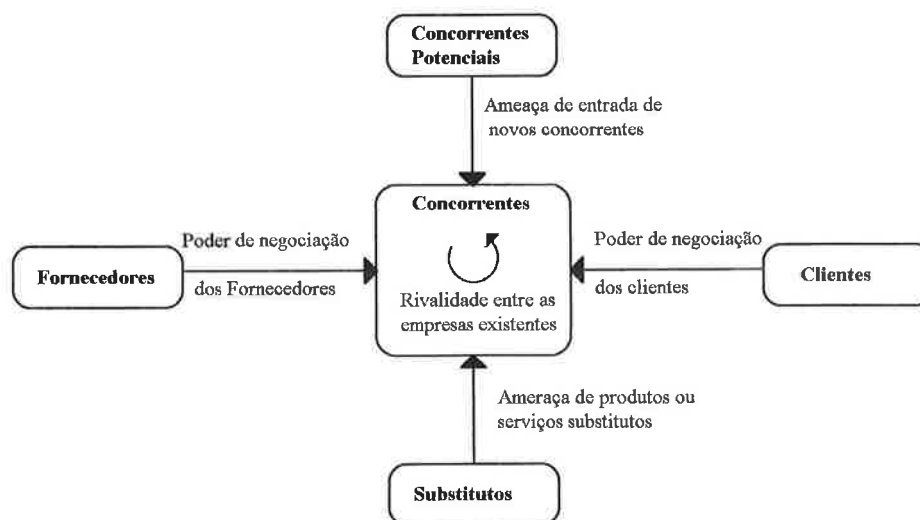 Concorrentes
Potenciais
Ameaça de entrada de
novos concorrentes
Concorrentes
Rivalidade entre as
empresas existentes
Fornecedores
Poder de negociação
dos Fornecedores
Poder de negociação
dos clientes
Clientes
Ameraça de produtos ou
serviços substitutos
Substitutos